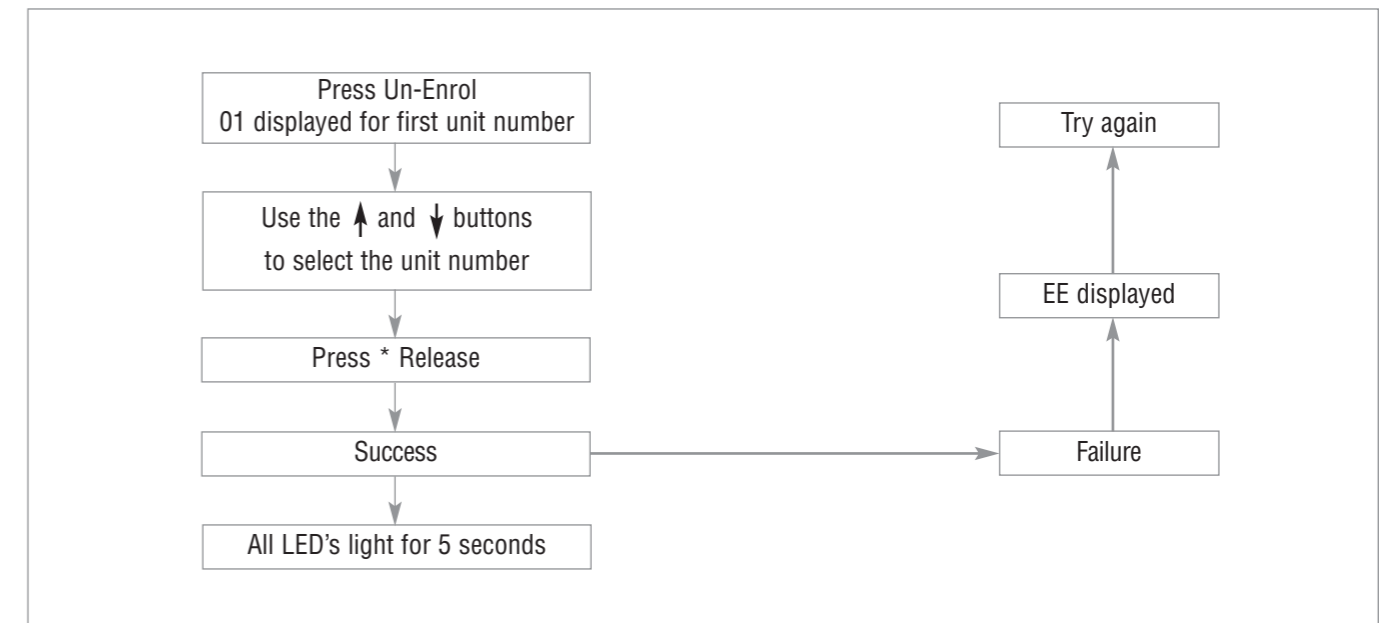 Press Un-Enrol
01 displayed for first unit number
Use the ↑ and ↓ buttons
to select the unit number
Press * Release
Success
All LED's light for 5 seconds
Try again
EE displayed
Failure